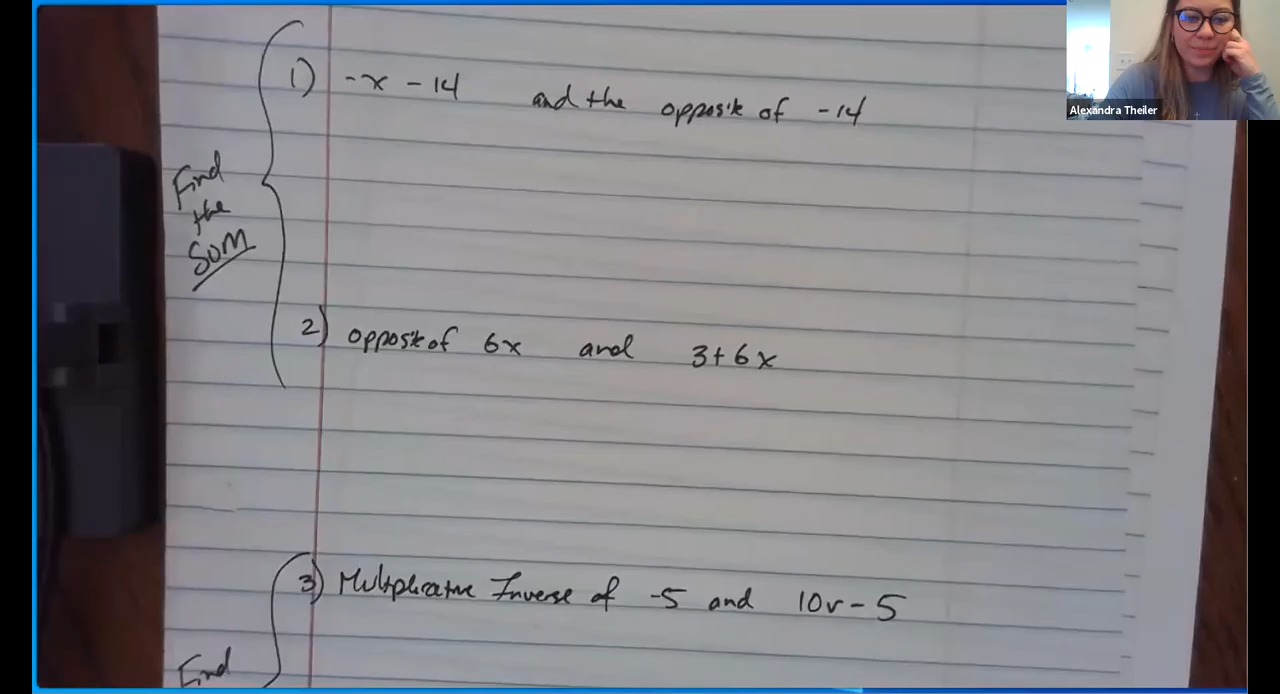 1) -x - 14 and the opposite of -14
Find
the
SUM
2) opposite of 6x and 3+6x
3) Multiplicative Inverse of -5 and 10v - 5
Find
Alexandra Theiler